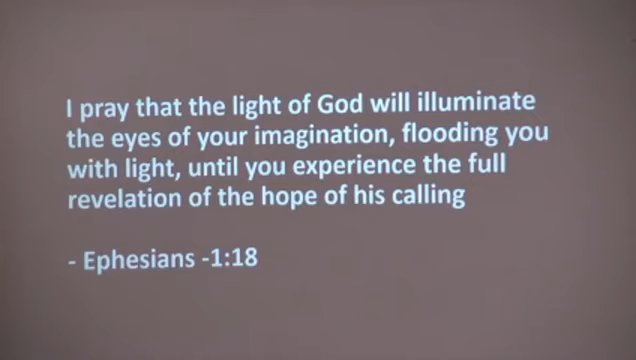 I pray that the light of God will illuminate
the eyes of your imagination, flooding you
with light, until you experience the full
revelation of the hope of his calling
- Ephesians -1:18